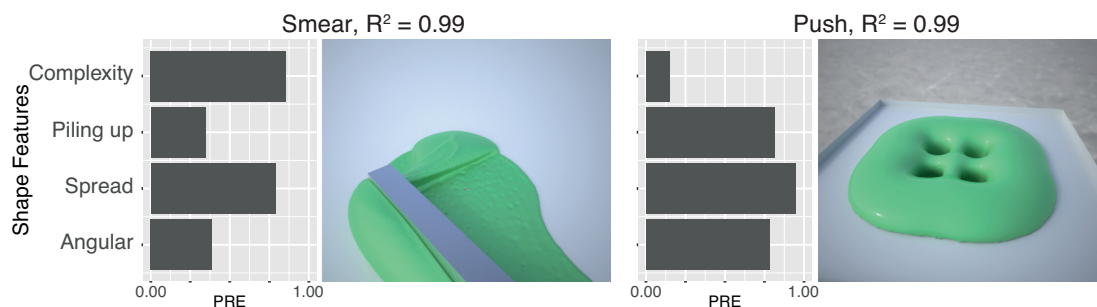 Smear, R² = 0.99
Push, R² = 0.99
Shape Features
Complexity
Piling up
Spread
Angular
0.00
1.00
PRE
0.00
1.00
PRE